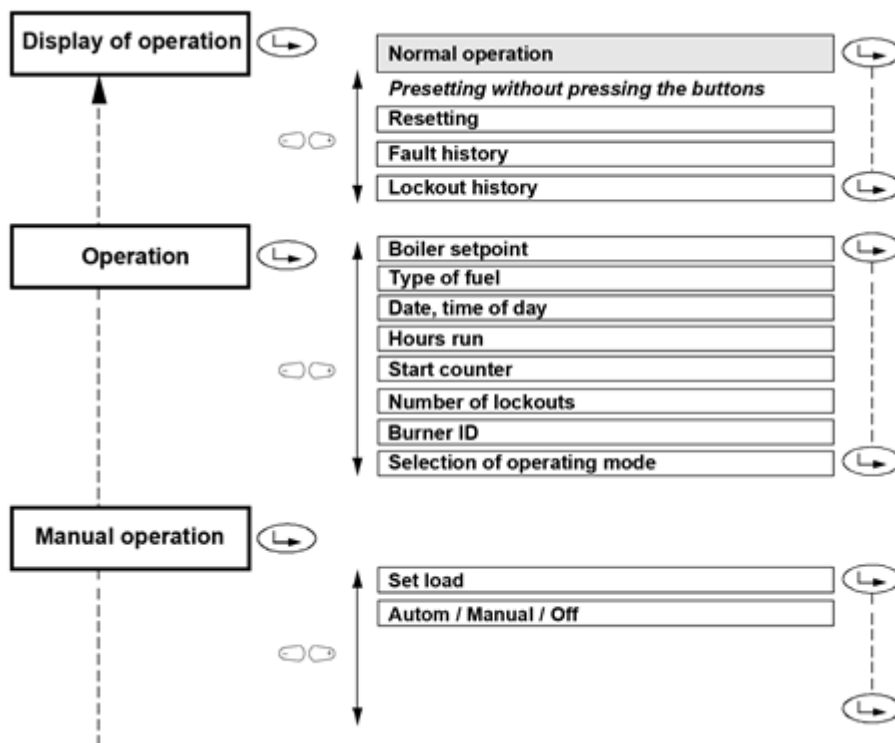 Display of operation
Normal operation
Presetting without pressing the buttons
Resetting
Fault history
Lockout history
Operation
Boiler setpoint
Type of fuel
Date, time of day
Hours run
Start counter
Number of lockouts
Burner ID
Selection of operating mode
Manual operation
Set load
Autom / Manual / Off